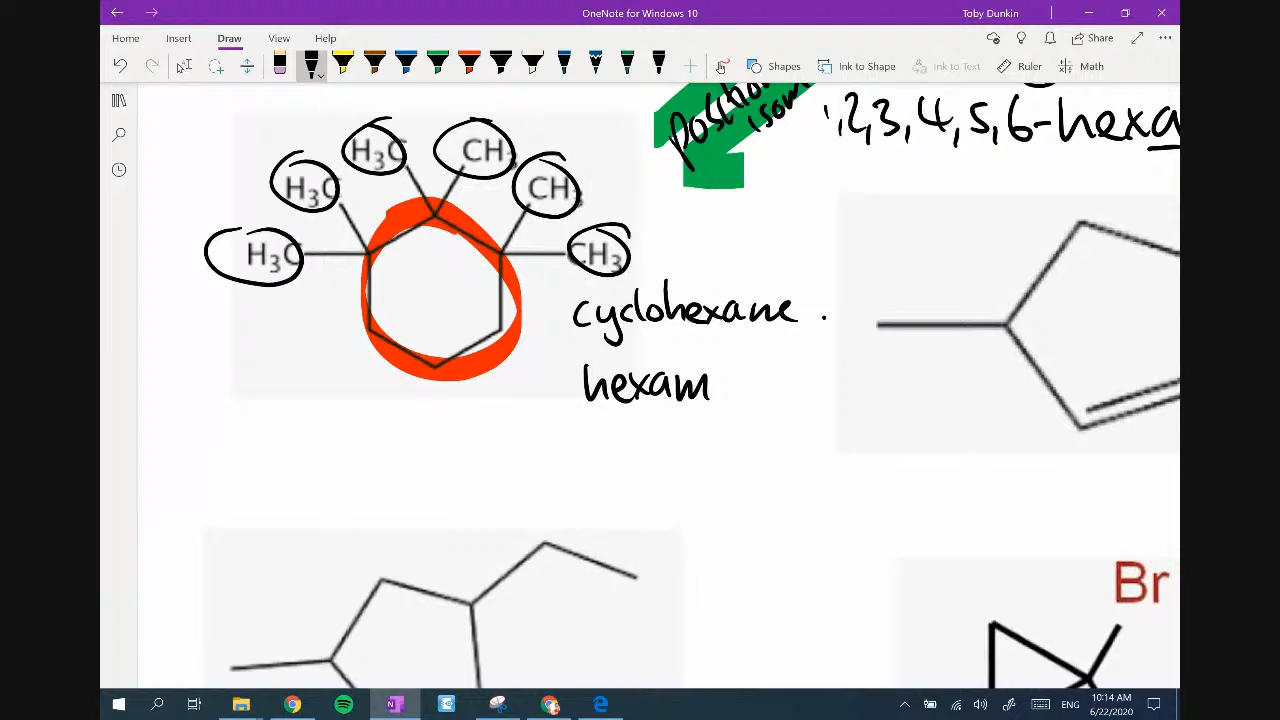 OneNote for Windows 10
Toby Dunkin
Home Insert Draw View Help
Share
Shapes Ink to Shape Ink to Text Ruler Math
1,2,3,4,5,6-hexa
H₃C CH₃
H₃C CH₃
H₃C CH₃
cyclohexane .
hexam
Br
ENG
10:14 AM
6/22/2020